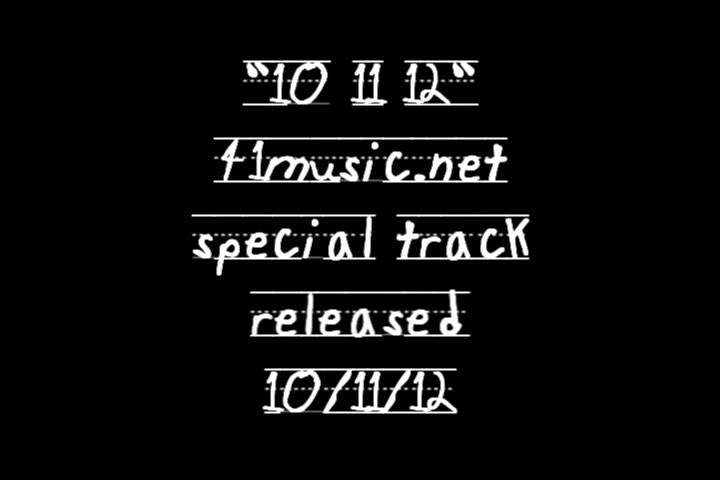 "10 11 12"
41music.net
special track
released
10/11/12